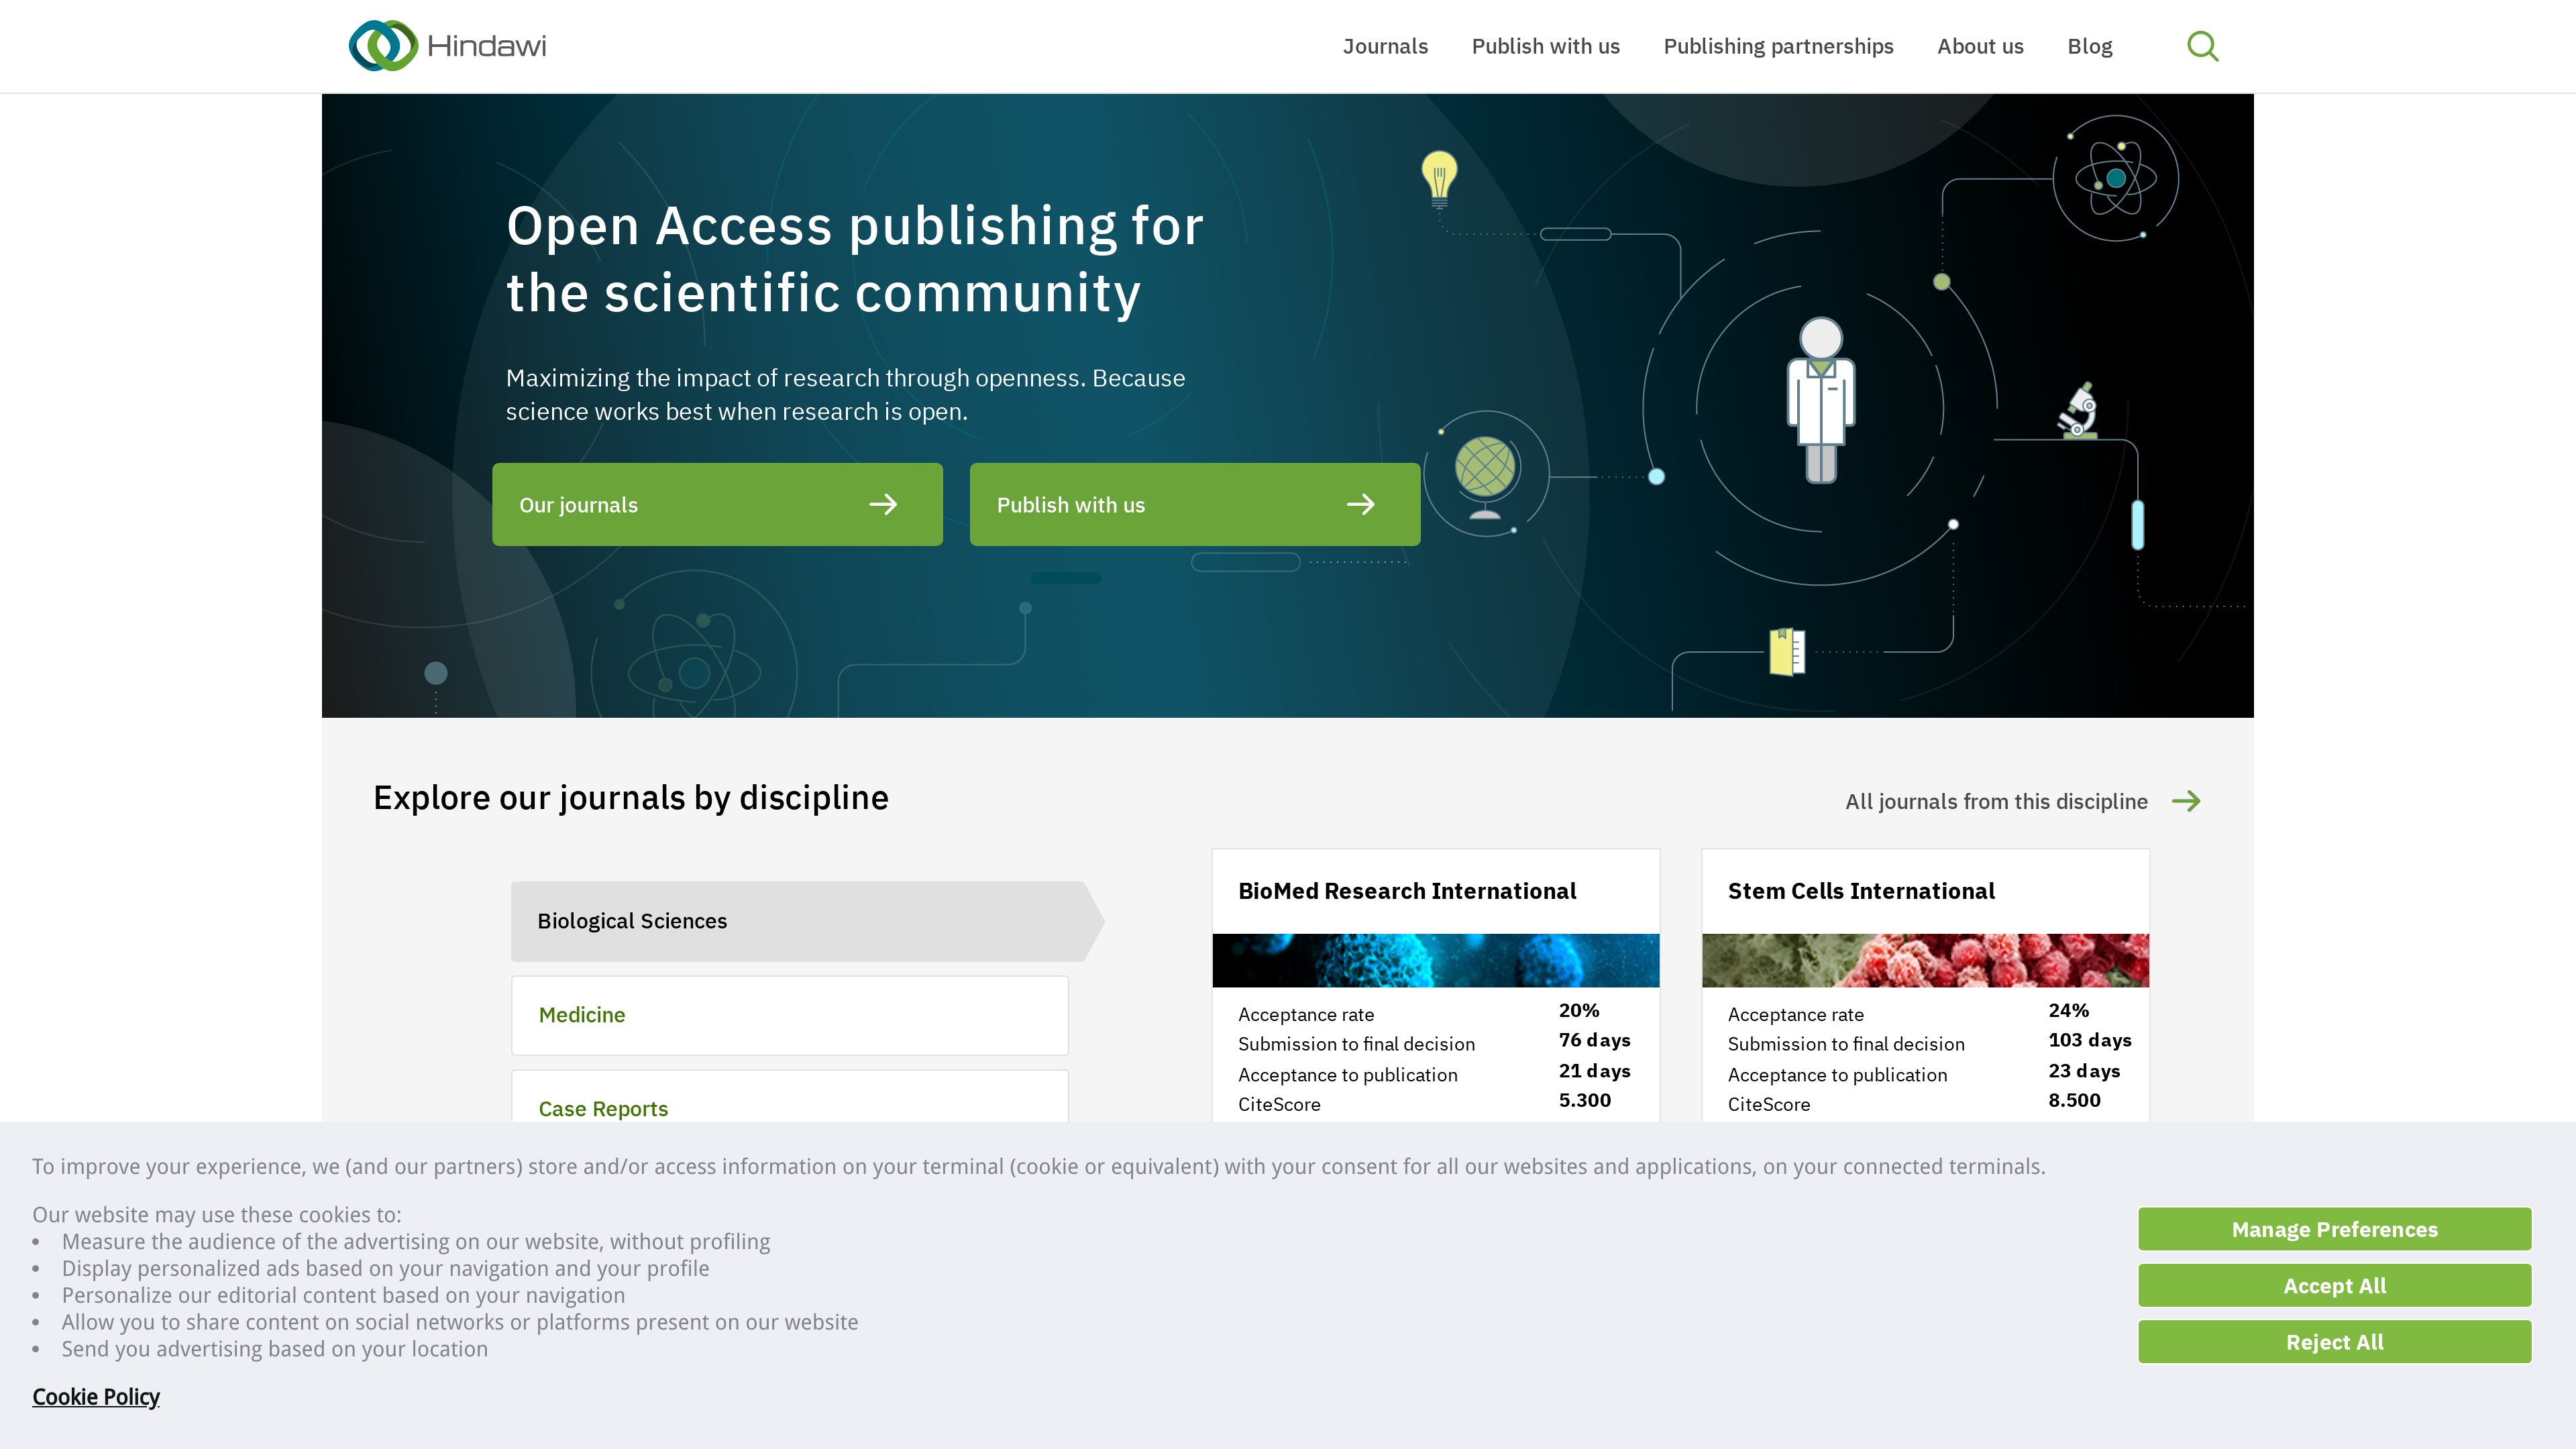 Hindawi
Journals
Publish with us
Publishing partnerships
About us
Blog
Open Access publishing for
the scientific community
Maximizing the impact of research through openness. Because
science works best when research is open.
Our journals
Publish with us
Explore our journals by discipline
All journals from this discipline
Biological Sciences
Medicine
Case Reports
BioMed Research International
Acceptance rate 20%
Submission to final decision 76 days
Acceptance to publication 21 days
CiteScore 5.300
Stem Cells International
Acceptance rate 24%
Submission to final decision 103 days
Acceptance to publication 23 days
CiteScore 8.500
To improve your experience, we (and our partners) store and/or access information on your terminal (cookie or equivalent) with your consent for all our websites and applications, on your connected terminals.
Our website may use these cookies to:
• Measure the audience of the advertising on our website, without profiling
• Display personalized ads based on your navigation and your profile
• Personalize our editorial content based on your navigation
• Allow you to share content on social networks or platforms present on our website
• Send you advertising based on your location
Cookie Policy
Manage Preferences
Accept All
Reject All